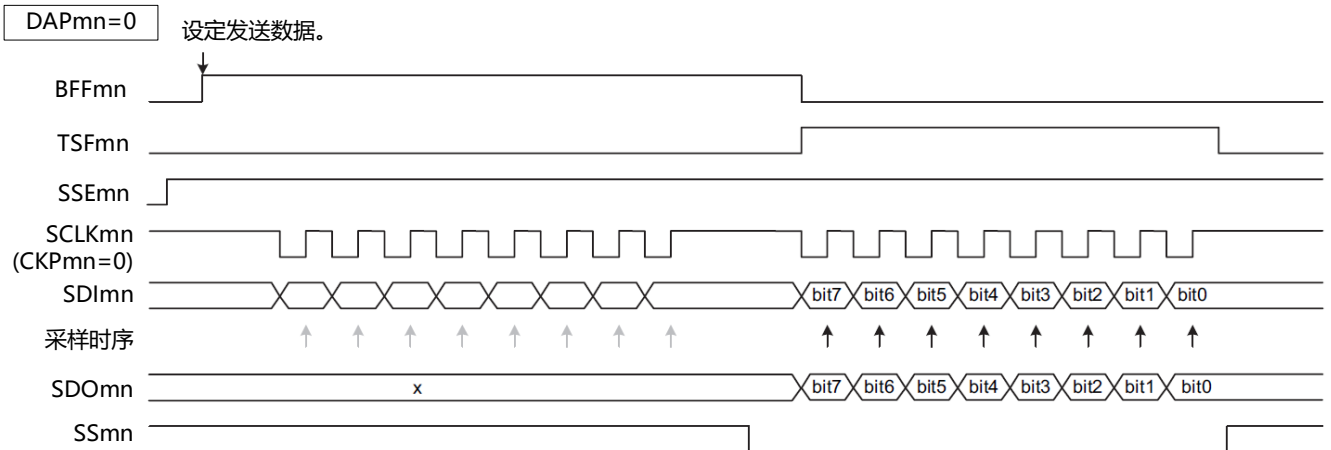 DAPmn=0
设定发送数据。
BFFmn
TSFmn
SSEmn
SCLKmn
(CKPmn=0)
SDImn bit7 bit6 bit5 bit4 bit3 bit2 bit1 bit0
采样时序
SDOmn x bit7 bit6 bit5 bit4 bit3 bit2 bit1 bit0
SSmn